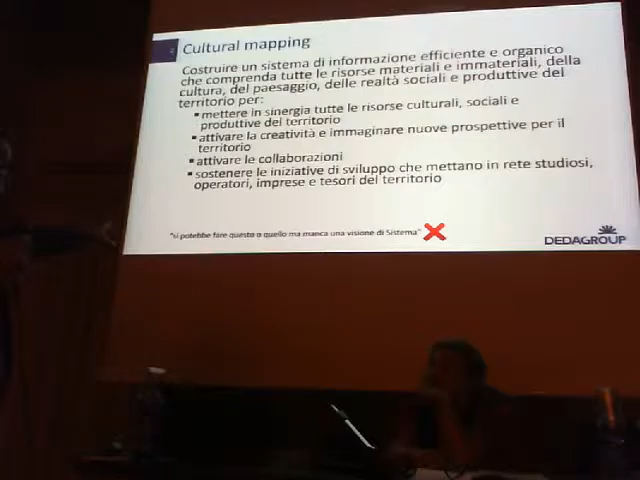 Cultural mapping
Costruire un sistema di informazione efficiente e organico
che comprenda tutte le risorse materiali e immateriali, della
cultura, del paesaggio, delle realtà sociali e produttive del
territorio per:
▪ mettere in sinergia tutte le risorse culturali, sociali e
produttive del territorio
▪ attivare la creatività e immaginare nuove prospettive per il
territorio
▪ attivare le collaborazioni
▪ sostenere le iniziative di sviluppo che mettano in rete studiosi,
operatori, imprese e tesori del territorio
"si potebbe fare questo o quello ma manca una visione di Sistema"
DEDAGROUP